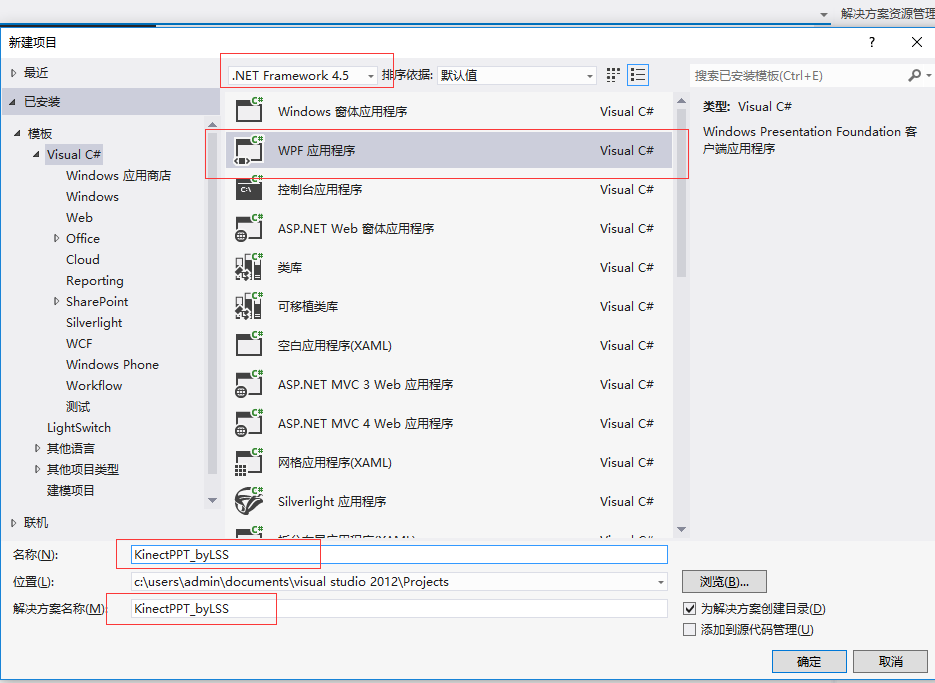 解决方案资源管理
新建项目
?
最近
.NET Framework 4.5
排序依据:
默认值
搜索已安装模板(Ctrl+E)
已安装
模板
Visual C#
Windows 应用商店
Windows
Web
Office
Cloud
Reporting
SharePoint
Silverlight
WCF
Windows Phone
Workflow
测试
LightSwitch
其他语言
其他项目类型
建模项目
联机
Windows 窗体应用程序 Visual C#
WPF 应用程序 Visual C#
控制台应用程序 Visual C#
ASP.NET Web 窗体应用程序 Visual C#
类库 Visual C#
可移植类库 Visual C#
空白应用程序(XAML) Visual C#
ASP.NET MVC 3 Web 应用程序 Visual C#
ASP.NET MVC 4 Web 应用程序 Visual C#
网格应用程序(XAML) Visual C#
Silverlight 应用程序 Visual C#
类型: Visual C#
Windows Presentation Foundation 客
户端应用程序
名称(N): KinectPPT_byLSS
位置(L): c:\users\admin\documents\visual studio 2012\Projects
浏览(B)...
解决方案名称(M): KinectPPT_byLSS
为解决方案创建目录(D)
添加到源代码管理(U)
确定
取消